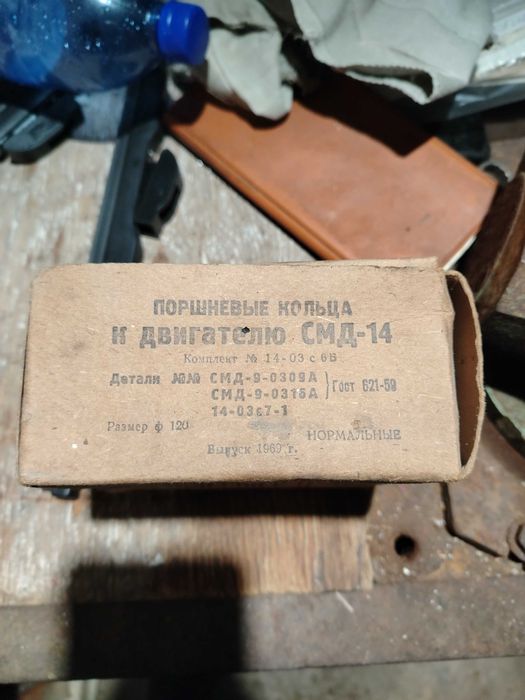 ПОРШНЕВЫЕ КОЛЬЦА
К ДВИГАТЕЛЮ СМД-14
Комплект № 14-03 с 6В
Детали №№ СМД-9-0309А
СМД-9-0315А } Гост 621-59
14-03с7-1
Размер ф 120 НОРМАЛЬНЫЕ
Выпуск 1969 г.